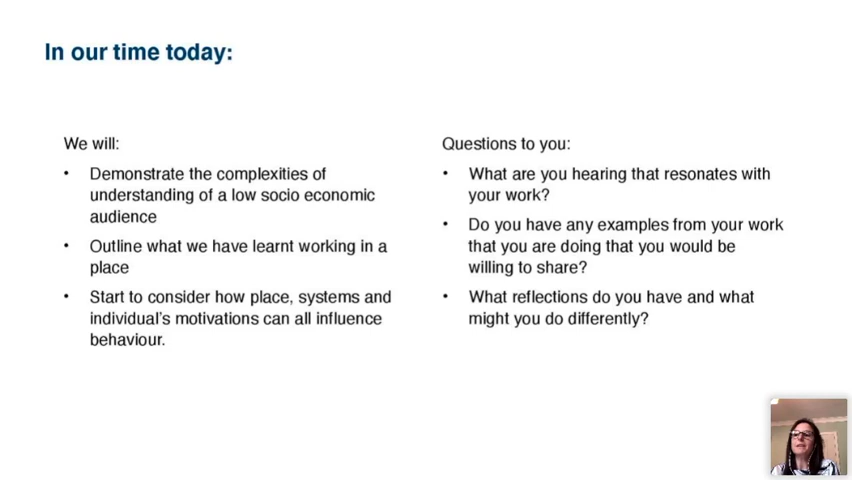 In our time today:
We will:
• Demonstrate the complexities of
understanding of a low socio economic
audience
• Outline what we have learnt working in a
place
• Start to consider how place, systems and
individual's motivations can all influence
behaviour.
Questions to you:
• What are you hearing that resonates with
your work?
• Do you have any examples from your work
that you are doing that you would be
willing to share?
• What reflections do you have and what
might you do differently?